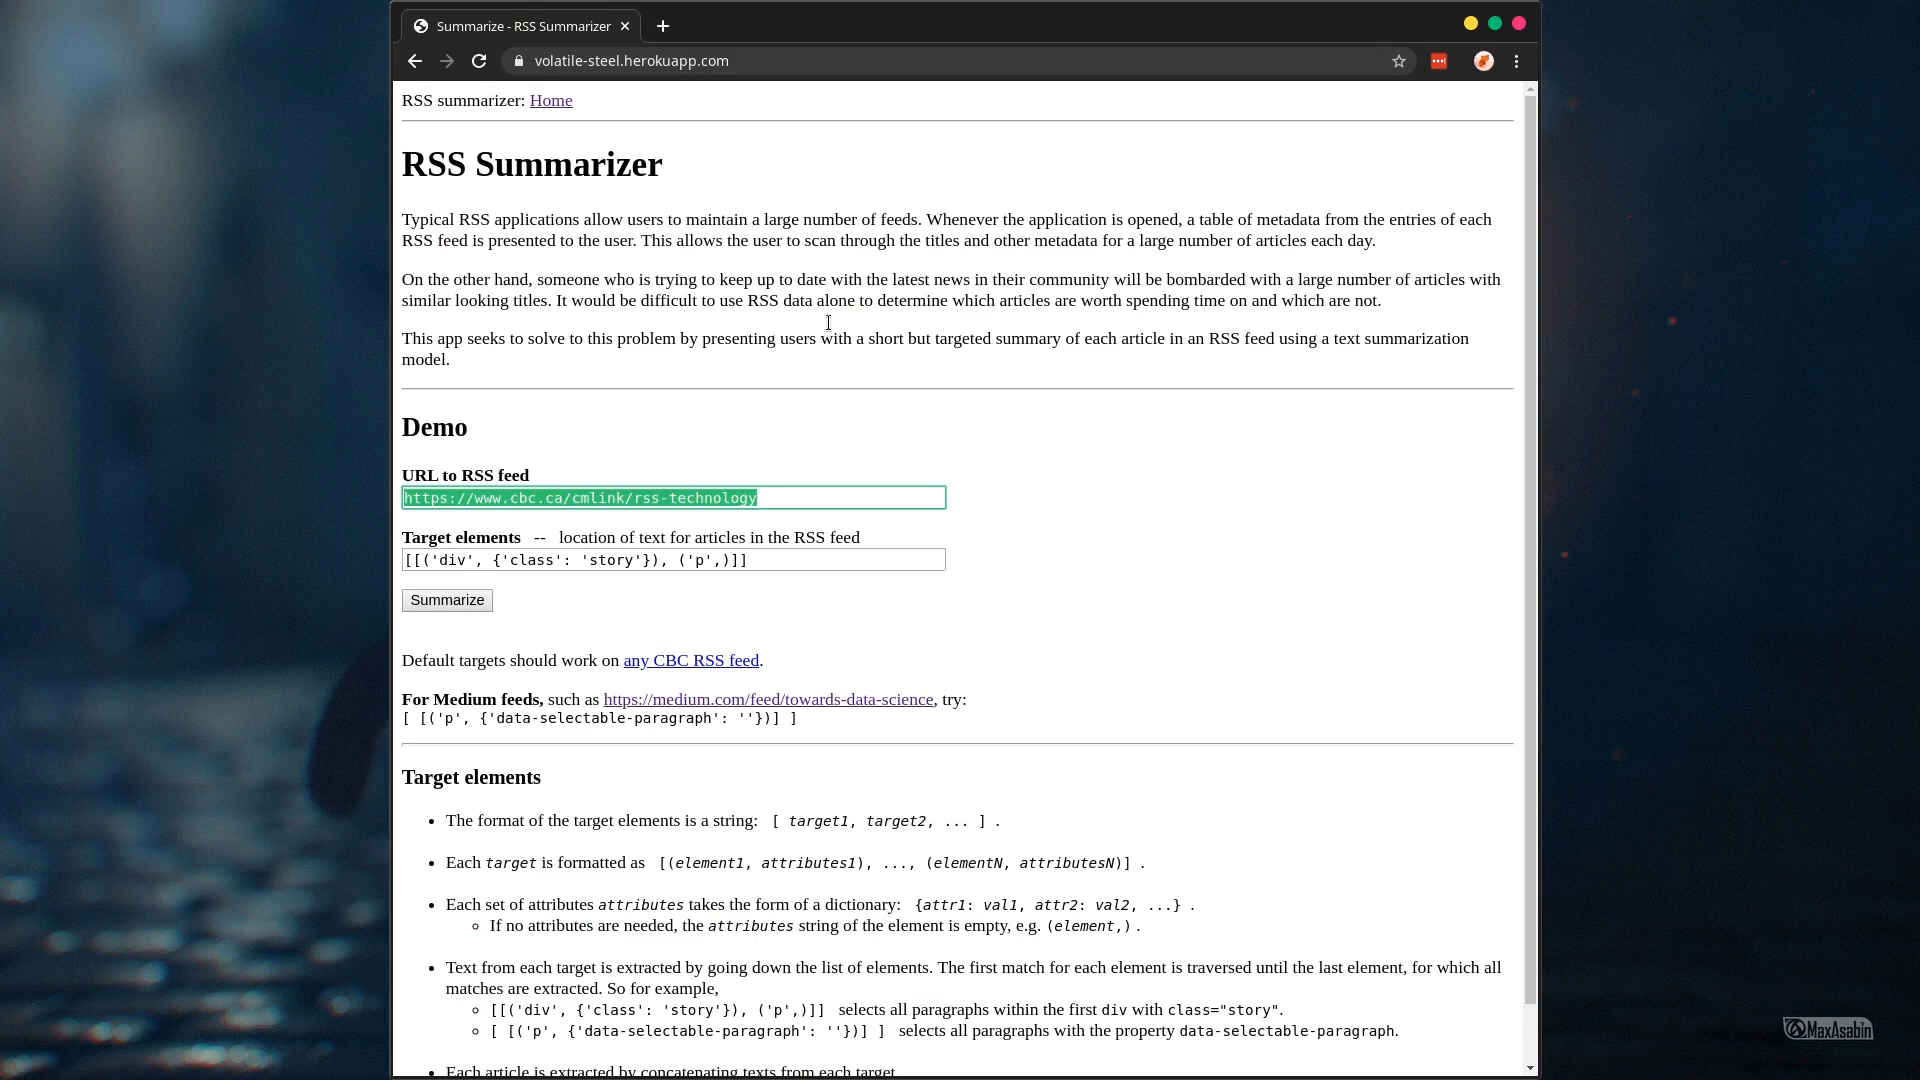 Summarize - RSS Summarizer
volatile-steel.herokuapp.com
RSS summarizer: Home
RSS Summarizer
Typical RSS applications allow users to maintain a large number of feeds. Whenever the application is opened, a table of metadata from the entries of each
RSS feed is presented to the user. This allows the user to scan through the titles and other metadata for a large number of articles each day.
On the other hand, someone who is trying to keep up to date with the latest news in their community will be bombarded with a large number of articles with
similar looking titles. It would be difficult to use RSS data alone to determine which articles are worth spending time on and which are not.
This app seeks to solve to this problem by presenting users with a short but targeted summary of each article in an RSS feed using a text summarization
model.
Demo
URL to RSS feed
https://www.cbc.ca/cmlink/rss-technology
Target elements -- location of text for articles in the RSS feed
[[('div', {'class': 'story'}), ('p',)]]
Summarize
Default targets should work on any CBC RSS feed.
For Medium feeds, such as https://medium.com/feed/towards-data-science, try:
[ [('p', {'data-selectable-paragraph': ''})] ]
Target elements
• The format of the target elements is a string: [ target1, target2, ... ] .
• Each target is formatted as [(element1, attributes1), ..., (elementN, attributesN)] .
• Each set of attributes attributes takes the form of a dictionary: {attr1: val1, attr2: val2, ...} .
◦ If no attributes are needed, the attributes string of the element is empty, e.g. (element,) .
• Text from each target is extracted by going down the list of elements. The first match for each element is traversed until the last element, for which all
matches are extracted. So for example,
◦ [[('div', {'class': 'story'}), ('p',)]] selects all paragraphs within the first div with class="story".
◦ [ [('p', {'data-selectable-paragraph': ''})] ] selects all paragraphs with the property data-selectable-paragraph.
• Each article is extracted by concatenating texts from each target
MaxAsabin